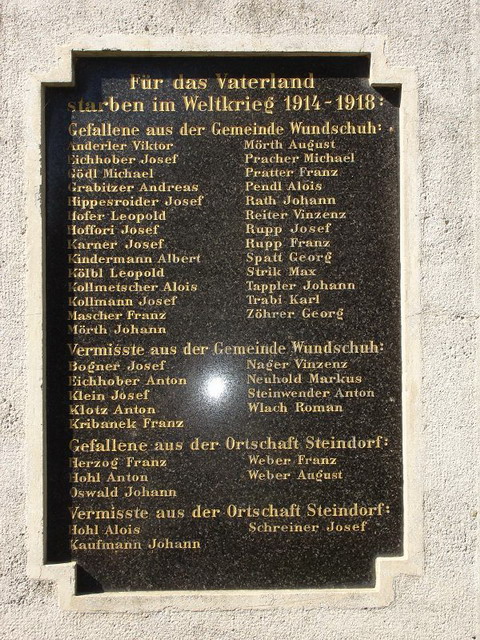 Für das Vaterland
starben im Weltkrieg 1914-1918:
Gefallene aus der Gemeinde Wundschuh:
Anderler Viktor
Eichhober Josef
Gödl Michael
Grabitzer Andreas
Hippesroider Josef
Hofer Leopold
Hoffori Josef
Karner Josef
Kindermann Albert
Kölbl Leopold
Kollmetscher Alois
Kollmann Josef
Mascher Franz
Mörth Johann
Mörth August
Pracher Michael
Pratter Franz
Pendl Alois
Rath Johann
Reiter Vinzenz
Rupp Josef
Rupp Franz
Spatt Georg
Strik Max
Tappler Johann
Trabi Karl
Zöhrer Georg
Vermisste aus der Gemeinde Wundschuh:
Bogner Josef
Eichhober Anton
Klein Josef
Klotz Anton
Kribanek Franz
Nager Vinzenz
Neuhold Markus
Steinwender Anton
Wlach Roman
Gefallene aus der Ortschaft Steindorf:
Herzog Franz
Hohl Anton
Oswald Johann
Weber Franz
Weber August
Vermisste aus der Ortschaft Steindorf:
Hohl Alois
Kaufmann Johann
Schreiner Josef